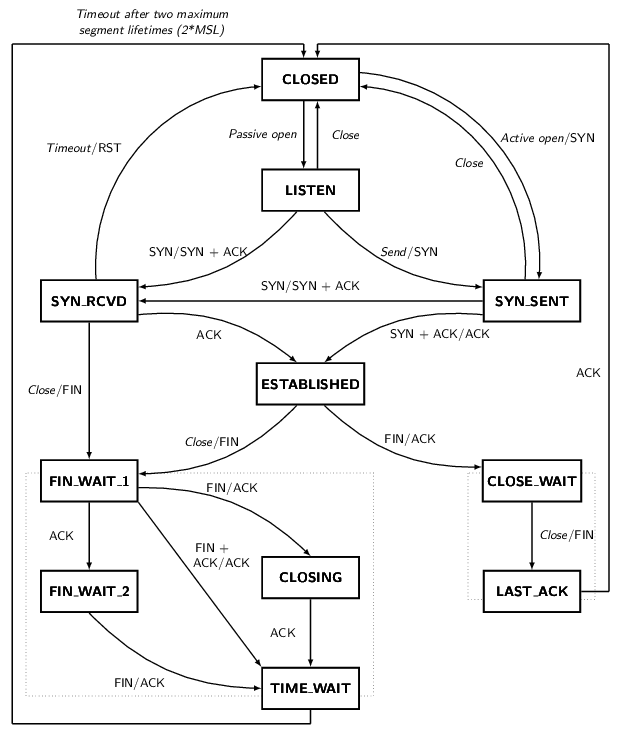 Timeout after two maximum
segment lifetimes (2*MSL)
CLOSED
Passive open
Close
Active open/SYN
Timeout/RST
Close
LISTEN
SYN/SYN + ACK
Send/SYN
SYN/SYN + ACK
SYN_RCVD
SYN_SENT
ACK
SYN + ACK/ACK
ESTABLISHED
ACK
Close/FIN
Close/FIN
FIN/ACK
FIN_WAIT_1
CLOSE_WAIT
FIN/ACK
ACK
FIN +
ACK/ACK
Close/FIN
CLOSING
FIN_WAIT_2
LAST_ACK
ACK
FIN/ACK
TIME_WAIT